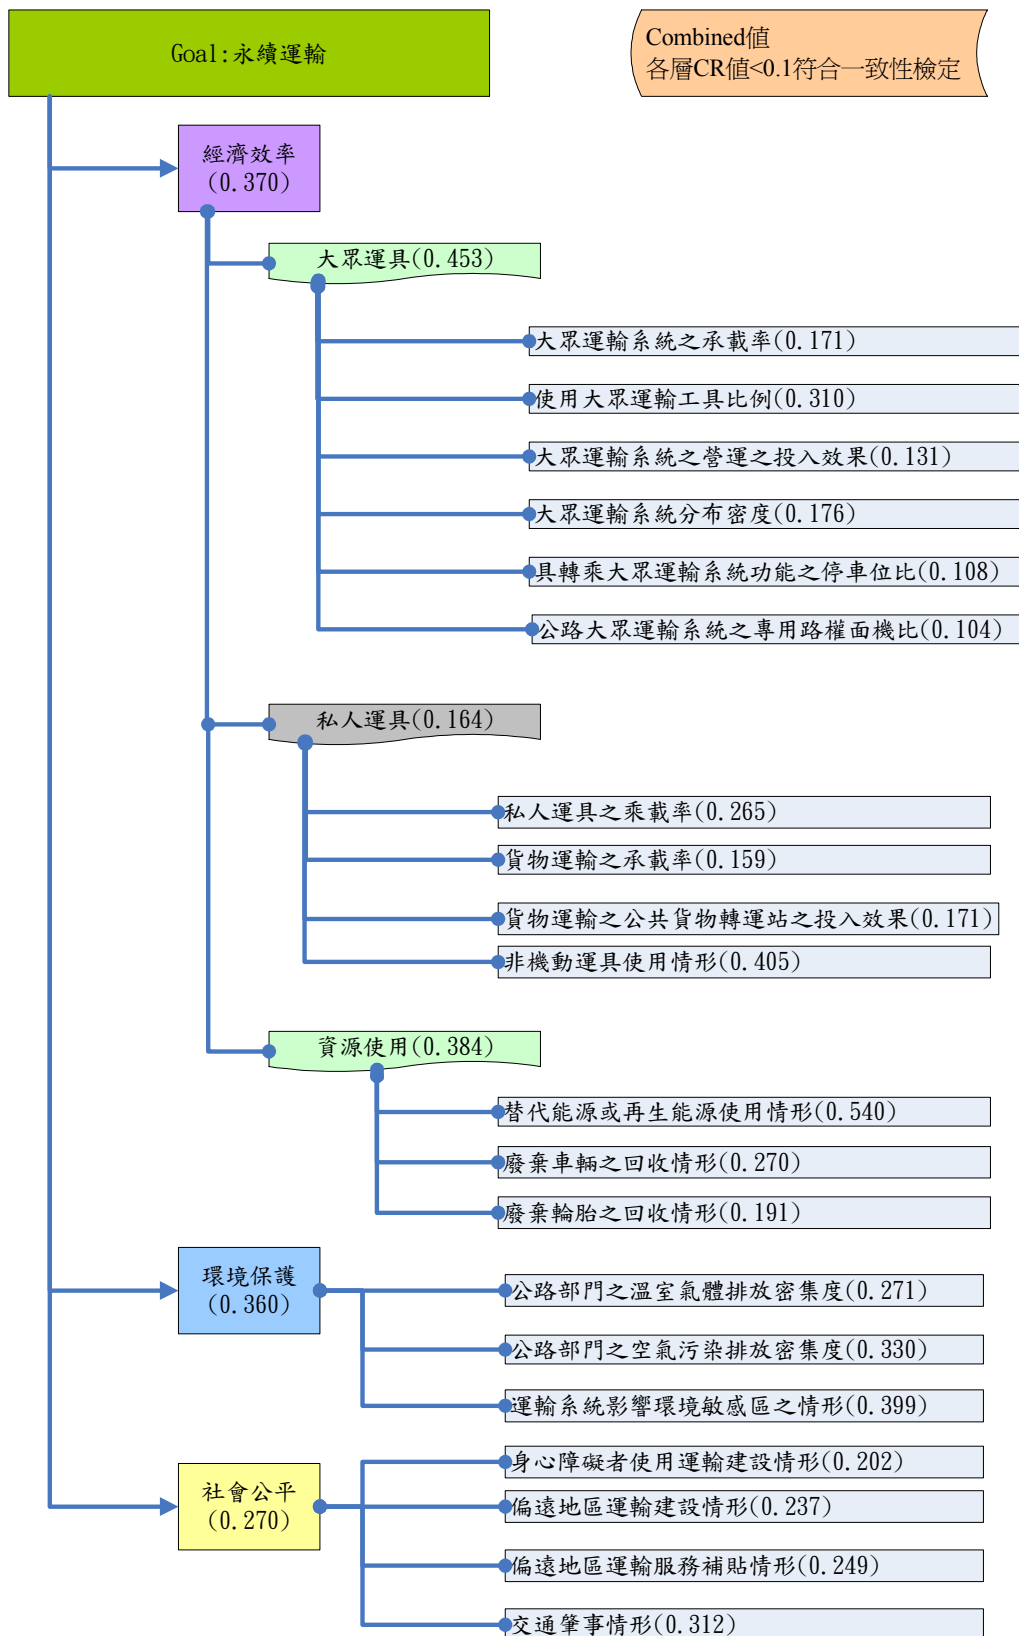 Goal:永續運輸
Combined值
各層CR值<0.1符合一致性檢定
經濟效率
(0.370)
大眾運具(0.453)
大眾運輸系統之承載率(0.171)
使用大眾運輸工具比例(0.310)
大眾運輸系統之營運之投入效果(0.131)
大眾運輸系統分布密度(0.176)
具轉乘大眾運輸系統功能之停車位比(0.108)
公路大眾運輸系統之專用路權面機比(0.104)
私人運具(0.164)
私人運具之乘載率(0.265)
貨物運輸之承載率(0.159)
貨物運輸之公共貨物轉運站之投入效果(0.171)
非機動運具使用情形(0.405)
資源使用(0.384)
替代能源或再生能源使用情形(0.540)
廢棄車輛之回收情形(0.270)
廢棄輪胎之回收情形(0.191)
環境保護
(0.360)
公路部門之溫室氣體排放密集度(0.271)
公路部門之空氣污染排放密集度(0.330)
運輸系統影響環境敏感區之情形(0.399)
社會公平
(0.270)
身心障礙者使用運輸建設情形(0.202)
偏遠地區運輸建設情形(0.237)
偏遠地區運輸服務補貼情形(0.249)
交通肇事情形(0.312)